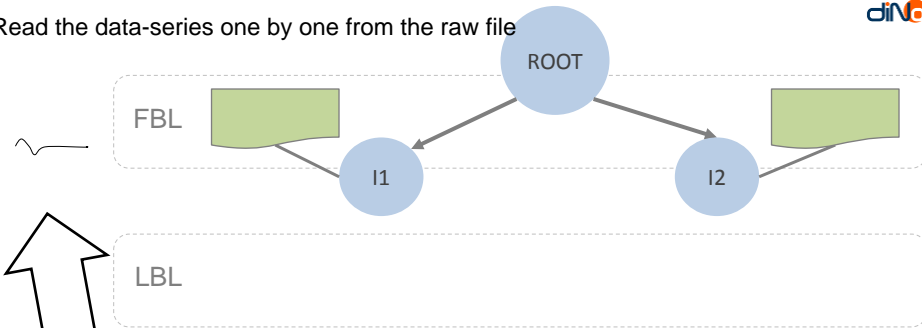 Read the data-series one by one from the raw file
ROOT
FBL
I1
I2
LBL